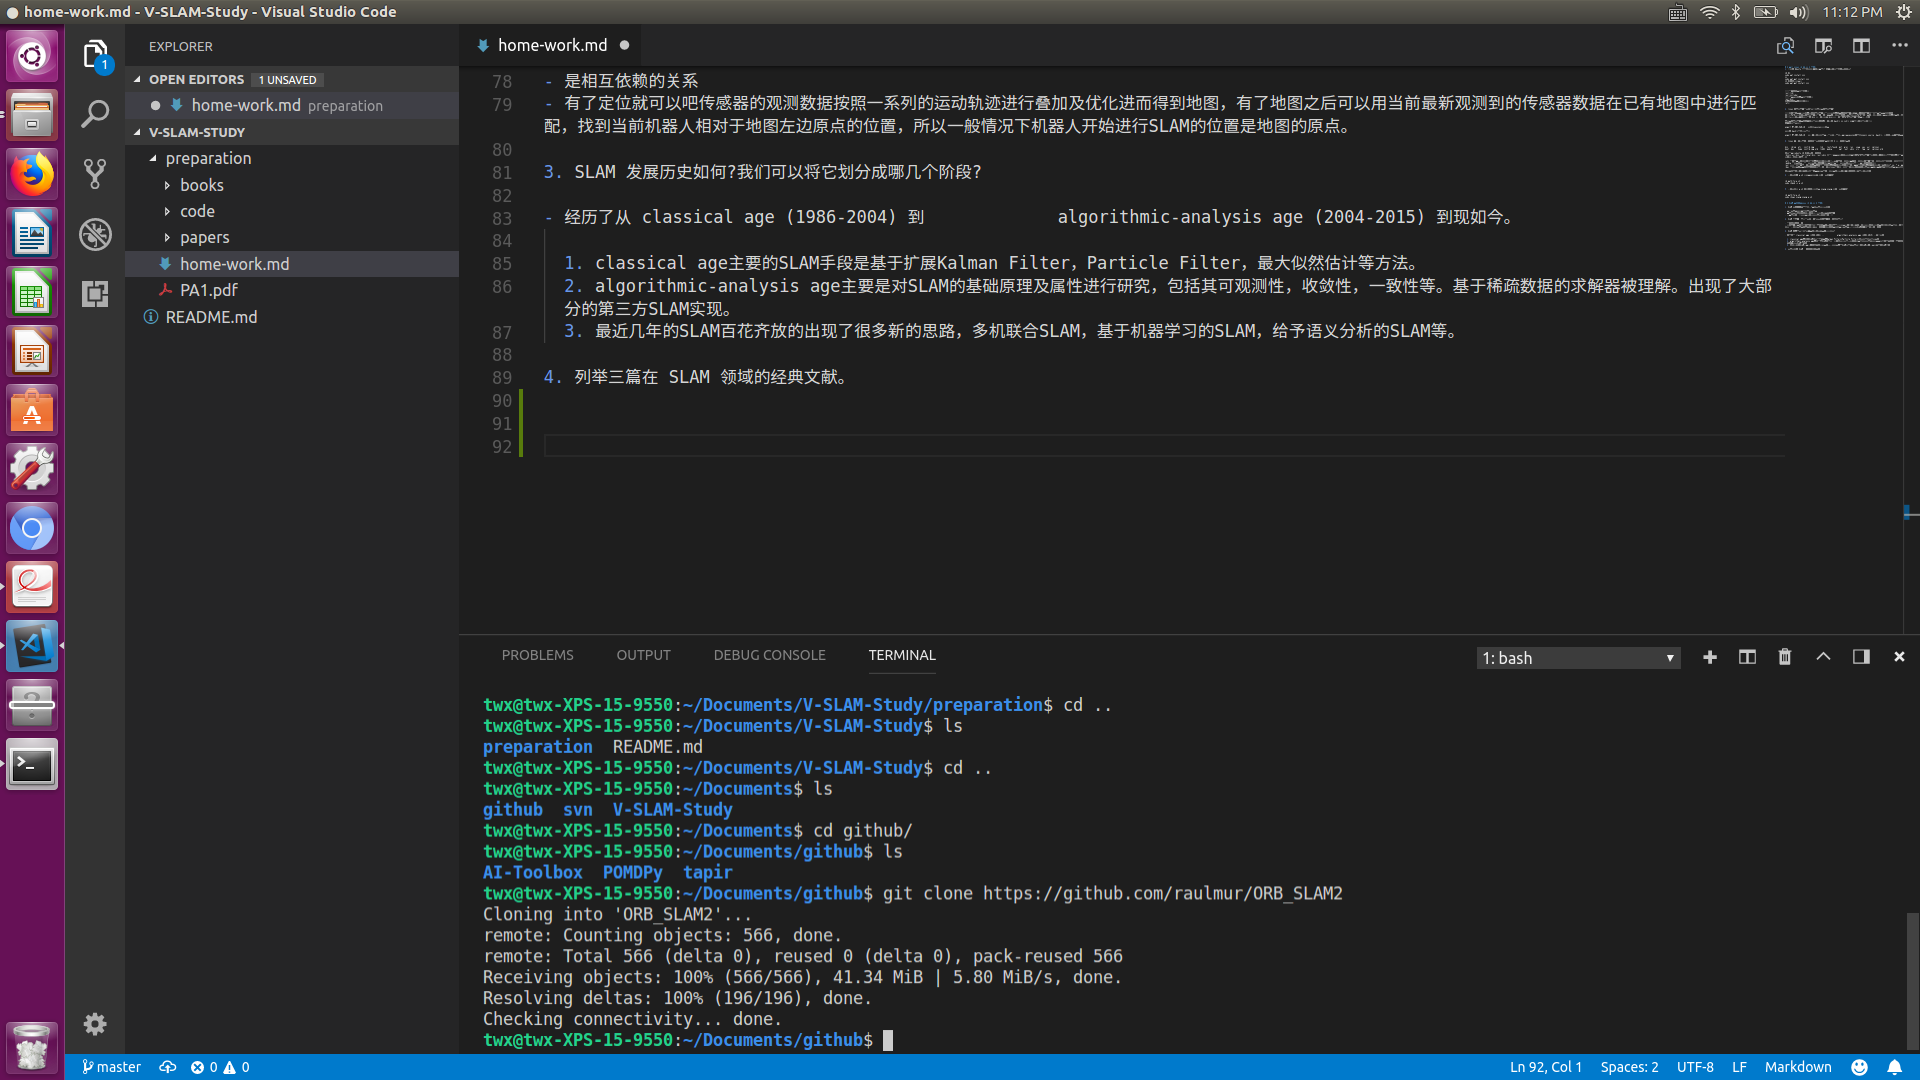 home-work.md - V-SLAM-Study - Visual Studio Code
11:12 PM
EXPLORER
OPEN EDITORS 1 UNSAVED
home-work.md preparation
V-SLAM-STUDY
preparation
books
code
papers
home-work.md
PA1.pdf
README.md
1
home-work.md
78 - 是相互依赖的关系
79 - 有了定位就可以吧传感器的观测数据按照一系列的运动轨迹进行叠加及优化进而得到地图，有了地图之后可以用当前最新观测到的传感器数据在已有地图中进行匹
配，找到当前机器人相对于地图左边原点的位置，所以一般情况下机器人开始进行SLAM的位置是地图的原点。
80
81 3. SLAM 发展历史如何?我们可以将它划分成哪几个阶段?
82
83 - 经历了从 classical age (1986-2004) 到 algorithmic-analysis age (2004-2015) 到现如今。
84
85 1. classical age主要的SLAM手段是基于扩展Kalman Filter，Particle Filter，最大似然估计等方法。
86 2. algorithmic-analysis age主要是对SLAM的基础原理及属性进行研究，包括其可观测性，收敛性，一致性等。基于稀疏数据的求解器被理解。出现了大部
分的第三方SLAM实现。
87 3. 最近几年的SLAM百花齐放的出现了很多新的思路，多机联合SLAM，基于机器学习的SLAM，给予语义分析的SLAM等。
88
89 4. 列举三篇在 SLAM 领域的经典文献。
90
91
92
PROBLEMS OUTPUT DEBUG CONSOLE TERMINAL
1: bash
twx@twx-XPS-15-9550:~/Documents/V-SLAM-Study/preparation$ cd ..
twx@twx-XPS-15-9550:~/Documents/V-SLAM-Study$ ls
preparation README.md
twx@twx-XPS-15-9550:~/Documents/V-SLAM-Study$ cd ..
twx@twx-XPS-15-9550:~/Documents$ ls
github svn V-SLAM-Study
twx@twx-XPS-15-9550:~/Documents$ cd github/
twx@twx-XPS-15-9550:~/Documents/github$ ls
AI-Toolbox POMDPy tapir
twx@twx-XPS-15-9550:~/Documents/github$ git clone https://github.com/raulmur/ORB_SLAM2
Cloning into 'ORB_SLAM2'...
remote: Counting objects: 566, done.
remote: Total 566 (delta 0), reused 0 (delta 0), pack-reused 566
Receiving objects: 100% (566/566), 41.34 MiB | 5.80 MiB/s, done.
Resolving deltas: 100% (196/196), done.
Checking connectivity... done.
twx@twx-XPS-15-9550:~/Documents/github$
master 0 0
Ln 92, Col 1 Spaces: 2 UTF-8 LF Markdown